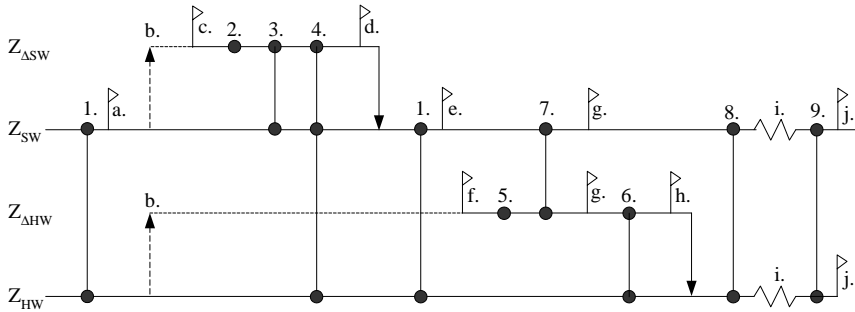 b. c. 2. 3. 4. d.
Z_ΔSW
1. a. 1. e. 7. g. 8. i. 9. j.
Z_SW
b. f. 5. g. 6. h.
Z_ΔHW
i. j.
Z_HW